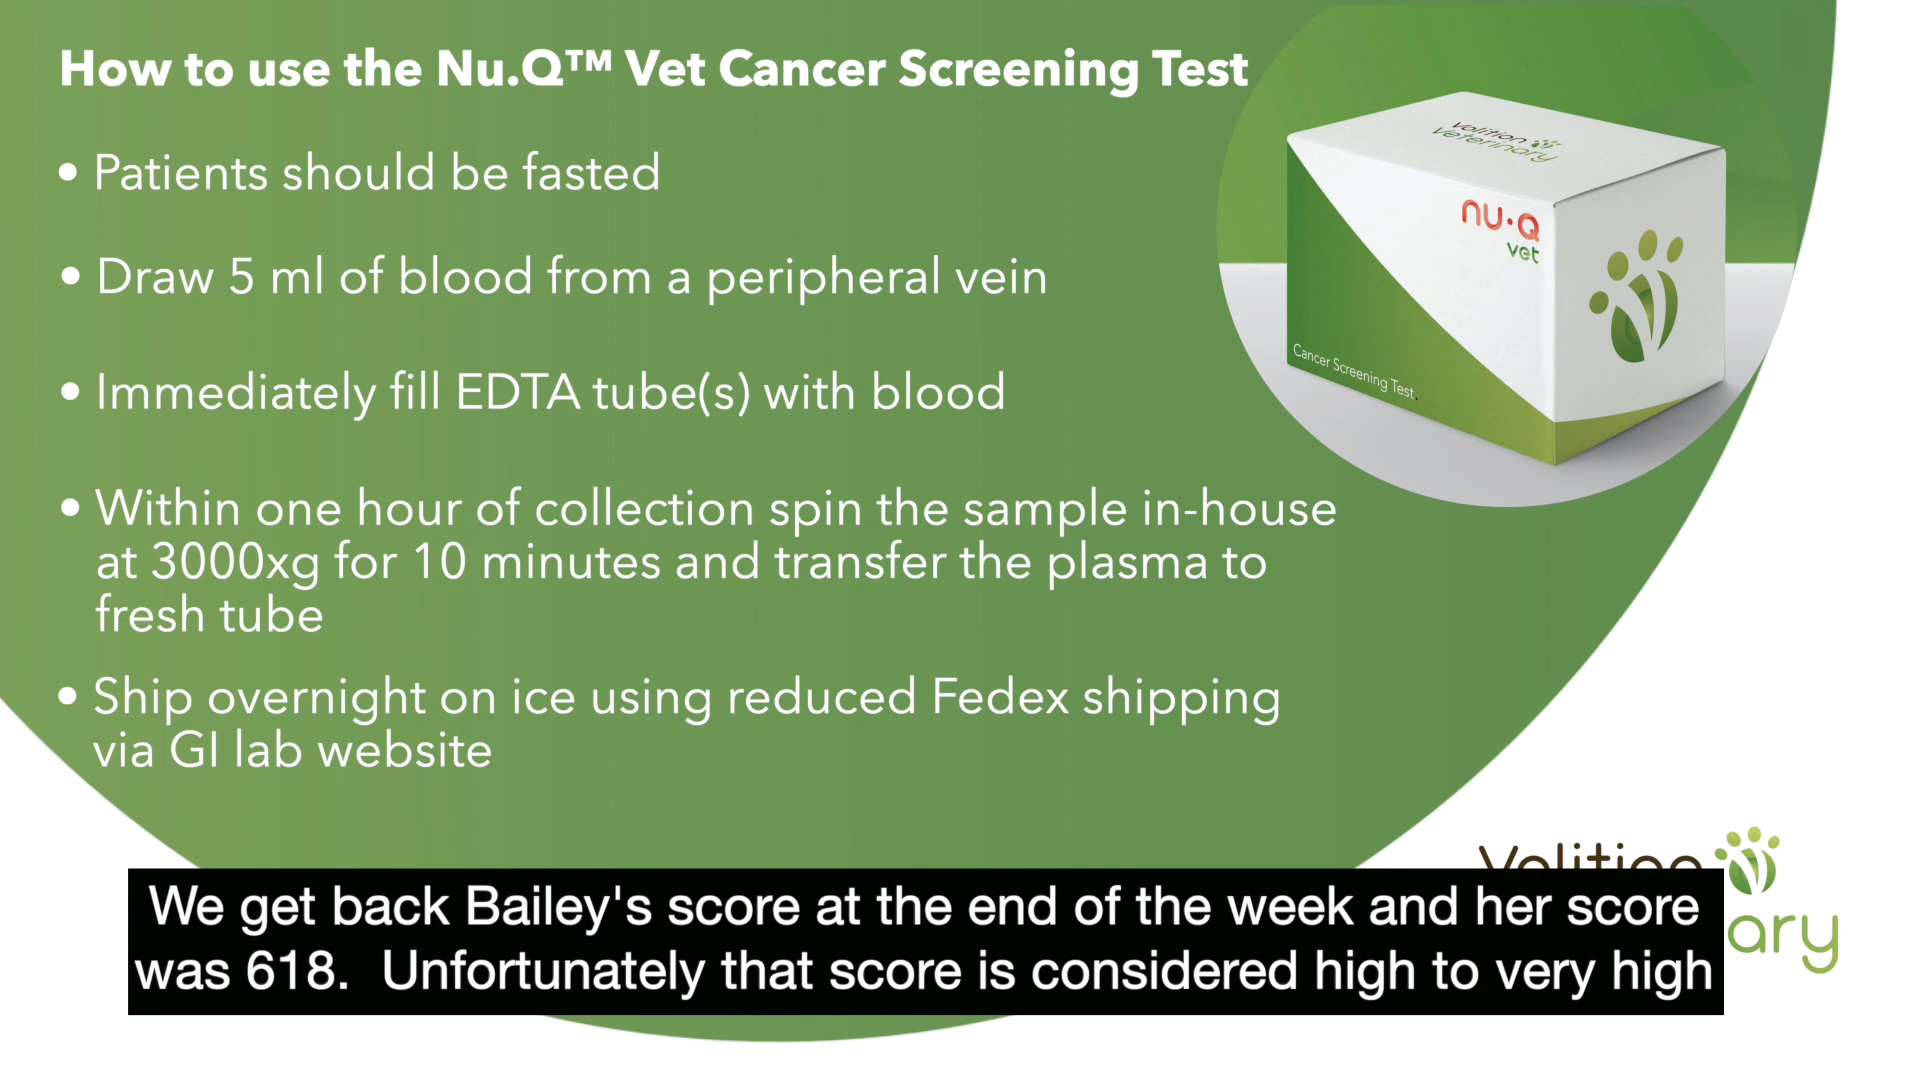 How to use the Nu.Q™ Vet Cancer Screening Test
• Patients should be fasted
• Draw 5 ml of blood from a peripheral vein
• Immediately fill EDTA tube(s) with blood
• Within one hour of collection spin the sample in-house
at 3000xg for 10 minutes and transfer the plasma to
fresh tube
• Ship overnight on ice using reduced Fedex shipping
via GI lab website
Volition
Veterinary
nu.Q
vet
Cancer Screening Test.
Volition
ary
We get back Bailey's score at the end of the week and her score
was 618. Unfortunately that score is considered high to very high